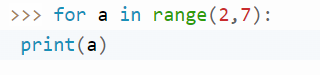 >>> for a in range(2,7):
 print(a)